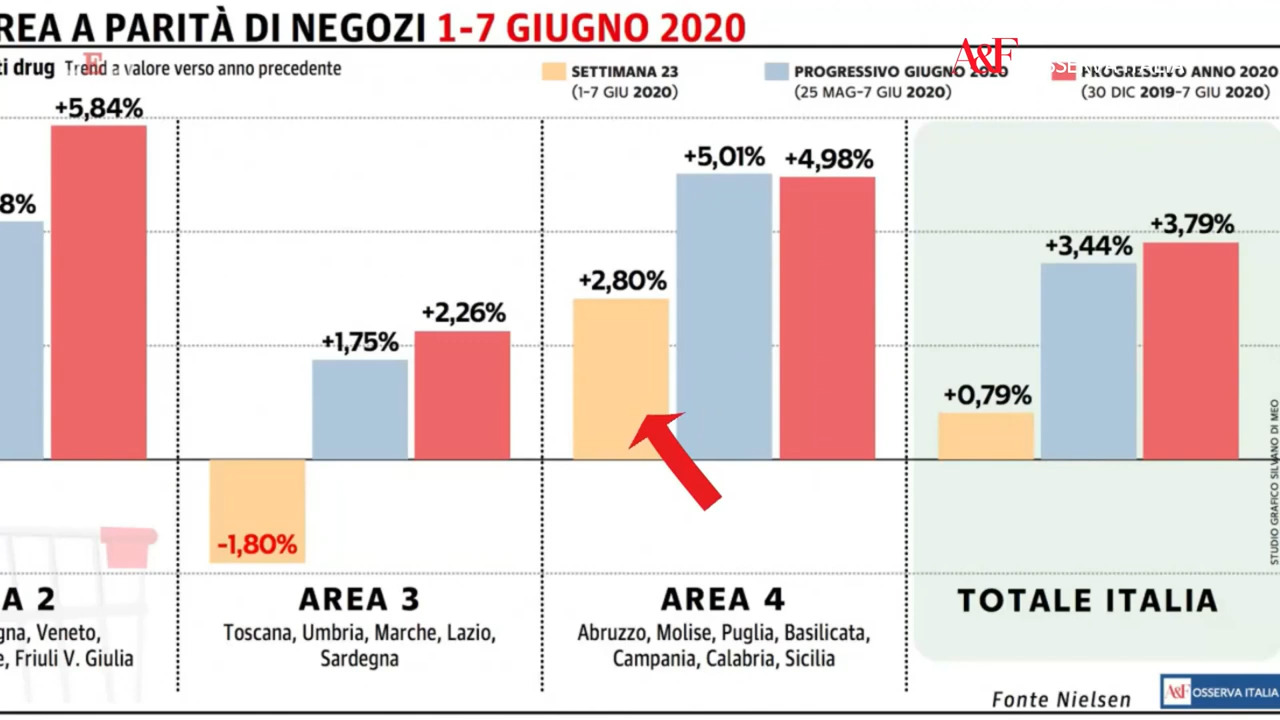 REA A PARITÀ DI NEGOZI 1-7 GIUGNO 2020
ti drug Trend a valore verso anno precedente
SETTIMANA 23
(1-7 GIU 2020)
PROGRESSIVO GIUGNO 2020
(25 MAG-7 GIU 2020)
PROGRESSIVO ANNO 2020
(30 DIC 2019-7 GIU 2020)
A&F
8%
+5,84%
-1,80%
+1,75%
+2,26%
+2,80%
+5,01%
+4,98%
+0,79%
+3,44%
+3,79%
A 2
gna, Veneto,
e, Friuli V. Giulia
AREA 3
Toscana, Umbria, Marche, Lazio,
Sardegna
AREA 4
Abruzzo, Molise, Puglia, Basilicata,
Campania, Calabria, Sicilia
TOTALE ITALIA
STUDIO GRAFICO SILVANO DI MEO
Fonte Nielsen
A&F OSSERVA ITALIA